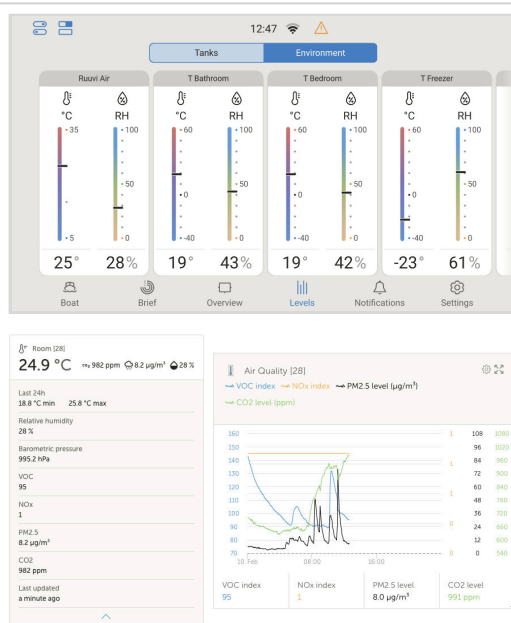 12:47
Tanks Environment
Ruuvi Air T Bathroom T Bedroom T Freezer
°C RH °C RH °C RH °C RH
35 100 60 100 60 100 60 100
50 50 50 50
0 0 0
5 0 -40 0 -40 0 -40 0
25° 28% 19° 43% 19° 42% -23° 61%
Boat Brief Overview Levels Notifications Settings
Room [28]
24.9 °C CO₂ 982 ppm 8.2 µg/m³ 28 %
Last 24h
18.8 °C min 25.8 °C max
Relative humidity
28 %
Barometric pressure
995.2 hPa
VOC
95
NOx
1
PM2.5
8.2 µg/m³
CO2
982 ppm
Last updated
a minute ago
Air Quality [28]
VOC index NOx index PM2.5 level (µg/m³)
CO2 level (ppm)
160 1 108 1080
150 96 1020
140 1 84 960
130 72 900
120 1 60 840
110 48 780
100 0 36 720
90 24 660
80 12 600
70 0 0 540
10. Feb 08:00 16:00
VOC index NOx index PM2.5 level CO2 level
95 1 8.0 µg/m³ 991 ppm